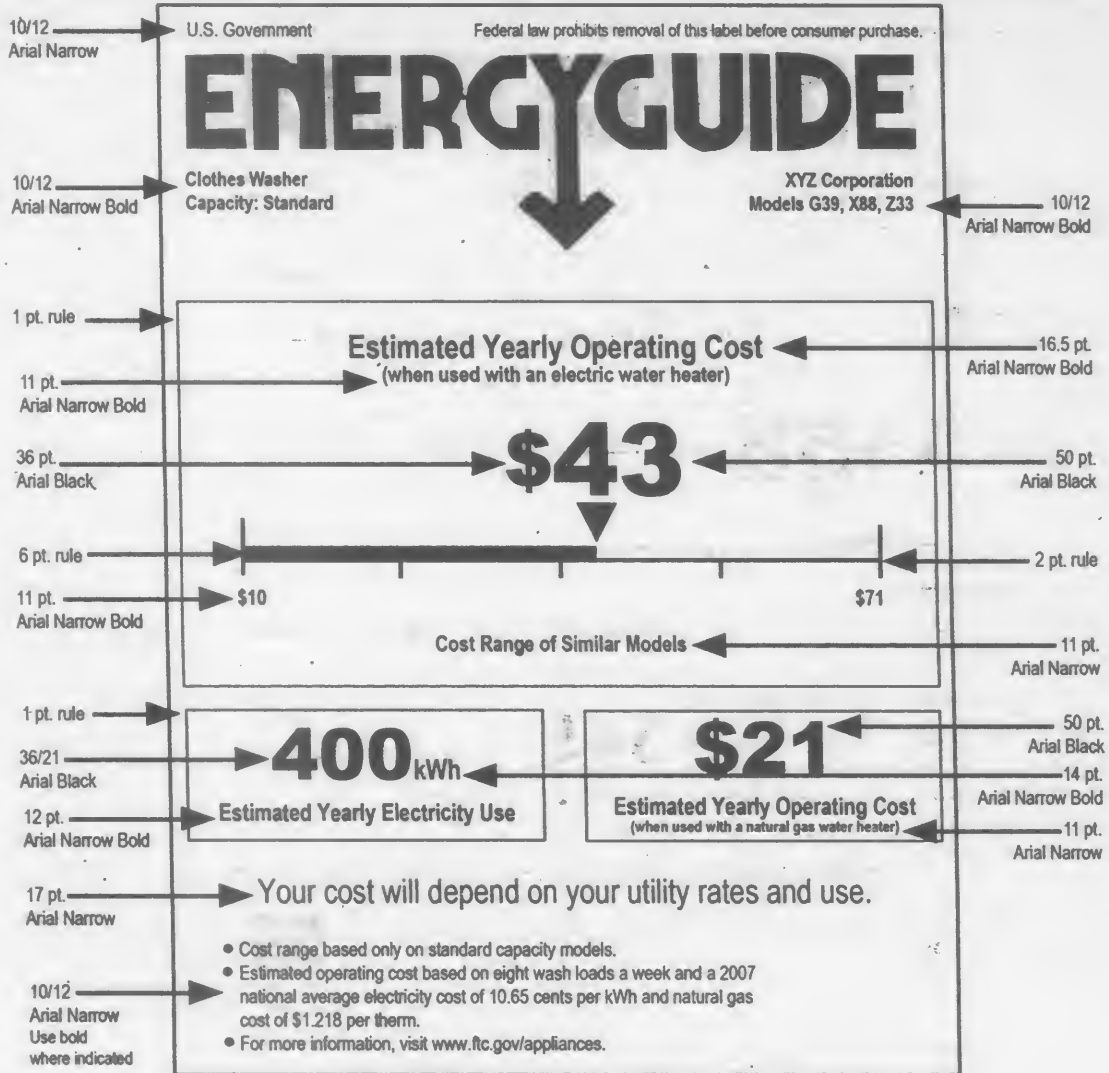 10/12
Arial Narrow
U.S. Government
Federal law prohibits removal of this label before consumer purchase.
ENERGYGUIDE
10/12
Arial Narrow Bold
Clothes Washer
Capacity: Standard
XYZ Corporation
Models G39, X88, Z33
10/12
Arial Narrow Bold
1 pt. rule
Estimated Yearly Operating Cost
(when used with an electric water heater)
16.5 pt.
Arial Narrow Bold
11 pt.
Arial Narrow Bold
36 pt.
Arial Black
$43
50 pt.
Arial Black
6 pt. rule
2 pt. rule
11 pt.
Arial Narrow Bold
$10
$71
Cost Range of Similar Models
11 pt.
Arial Narrow
1 pt. rule
36/21
Arial Black
400 kWh
12 pt.
Arial Narrow Bold
Estimated Yearly Electricity Use
$21
Estimated Yearly Operating Cost
(when used with a natural gas water heater)
50 pt.
Arial Black
14 pt.
Arial Narrow Bold
11 pt.
Arial Narrow
17 pt.
Arial Narrow
Your cost will depend on your utility rates and use.
10/12
Arial Narrow
Use bold
where indicated
● Cost range based only on standard capacity models.
● Estimated operating cost based on eight wash loads a week and a 2007
national average electricity cost of 10.65 cents per kWh and natural gas
cost of $1.218 per therm.
● For more information, visit www.ftc.gov/appliances.